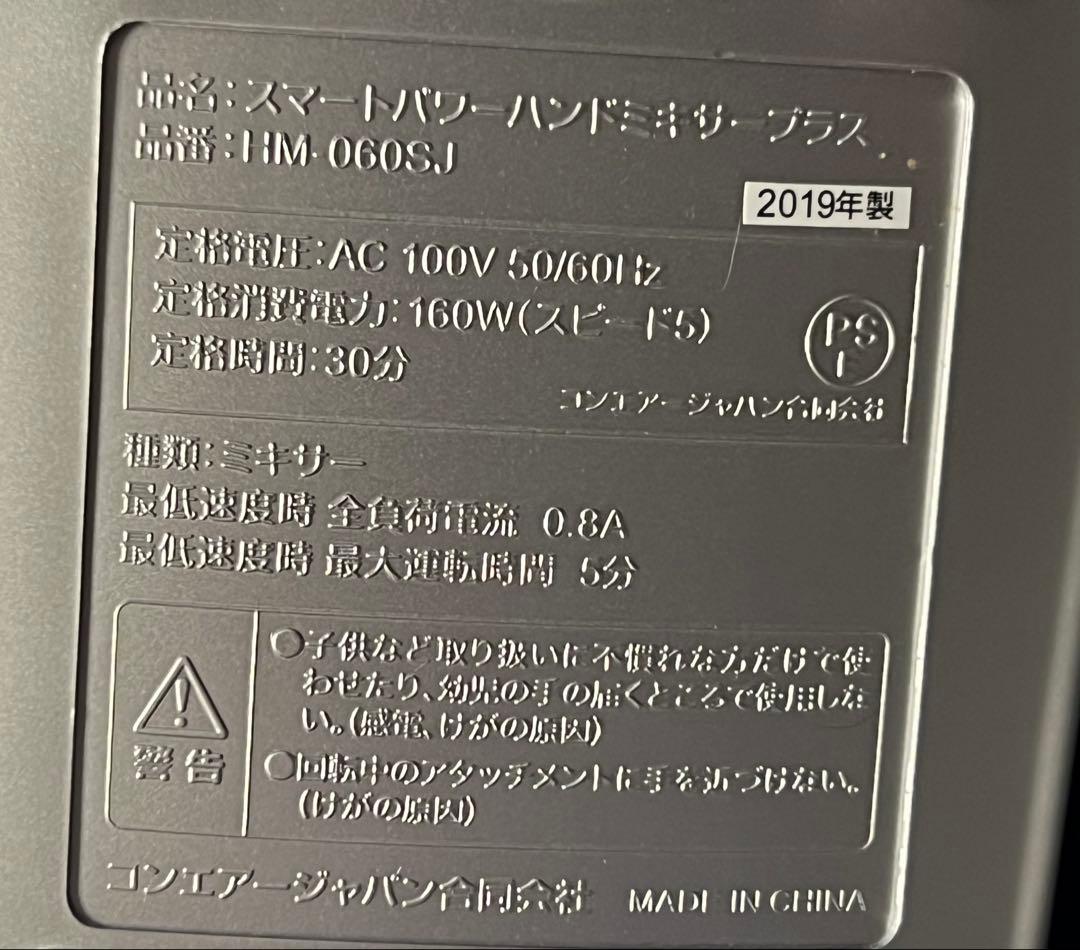 品名:スマートパワーハンドミキサープラス
品番:HM-060SJ
2019年製
定格電圧:AC 100V 50/60Hz
定格消費電力:160W(スピード5)
定格時間:30分
PS
E
コンエアージャパン合同会社
種類:ミキサー
最低速度時 全負荷電流 0.8A
最低速度時 最大運転時間 5分
警告
○子供など取り扱いに不慣れな方だけで使
わせたり、幼児の手の届くところで使用しな
い。(感電、けがの原因)
○回転中のアタッチメントに手を近づけない。
(けがの原因)
コンエアージャパン合同会社 MADE IN CHINA